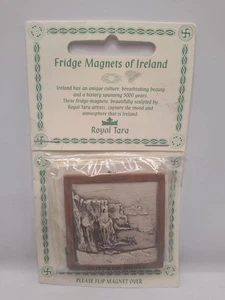 Fridge Magnets of Ireland
Ireland has an unique culture, breathtaking beauty
and a history spanning 5000 years.
These fridge magnets, beautifully sculpted by
Royal Tara artists, capture the mood and
atmosphere that is Ireland.
Royal Tara
PLEASE FLIP MAGNET OVER